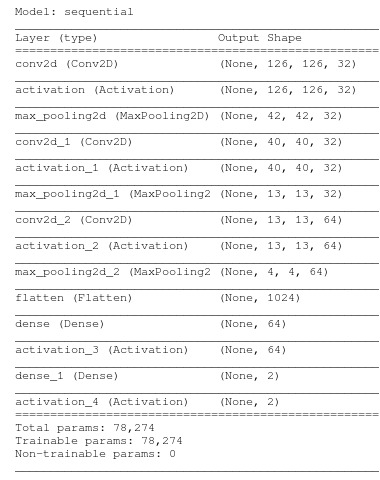 Model: sequential
Layer (type) Output Shape
conv2d (Conv2D) (None, 126, 126, 32)
activation (Activation) (None, 126, 126, 32)
max_pooling2d (MaxPooling2D) (None, 42, 42, 32)
conv2d_1 (Conv2D) (None, 40, 40, 32)
activation_1 (Activation) (None, 40, 40, 32)
max_pooling2d_1 (MaxPooling2 (None, 13, 13, 32)
conv2d_2 (Conv2D) (None, 13, 13, 64)
activation_2 (Activation) (None, 13, 13, 64)
max_pooling2d_2 (MaxPooling2 (None, 4, 4, 64)
flatten (Flatten) (None, 1024)
dense (Dense) (None, 64)
activation_3 (Activation) (None, 64)
dense_1 (Dense) (None, 2)
activation_4 (Activation) (None, 2)
Total params: 78,274
Trainable params: 78,274
Non-trainable params: 0